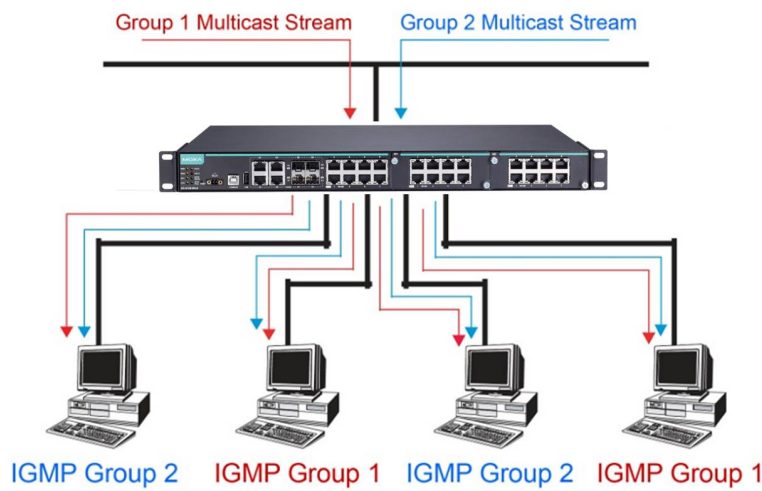 Group 1 Multicast Stream
Group 2 Multicast Stream
MOXA
IGMP Group 2
IGMP Group 1
IGMP Group 2
IGMP Group 1